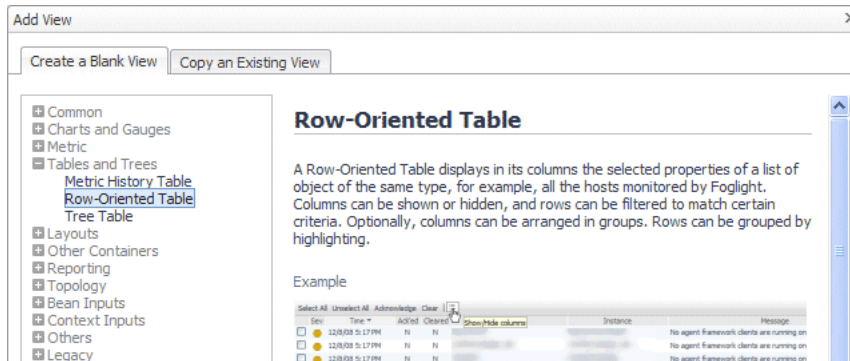 Add View
Create a Blank View Copy an Existing View
Common
Charts and Gauges
Metric
Tables and Trees
Metric History Table
Row-Oriented Table
Tree Table
Layouts
Other Containers
Reporting
Topology
Bean Inputs
Context Inputs
Others
Legacy
Row-Oriented Table
A Row-Oriented Table displays in its columns the selected properties of a list of
object of the same type, for example, all the hosts monitored by Foglight.
Columns can be shown or hidden, and rows can be filtered to match certain
criteria. Optionally, columns can be arranged in groups. Rows can be grouped by
highlighting.
Example
Select All Unselect All Acknowledge Clear
Sev Time Ack'ed Cleared Show/Hide columns Instance Message
12/8/08 5:17 PM N N No agent framework clients are running on
12/8/08 5:17 PM N N No agent framework clients are running on
12/8/08 5:17 PM N N No agent framework clients are running on